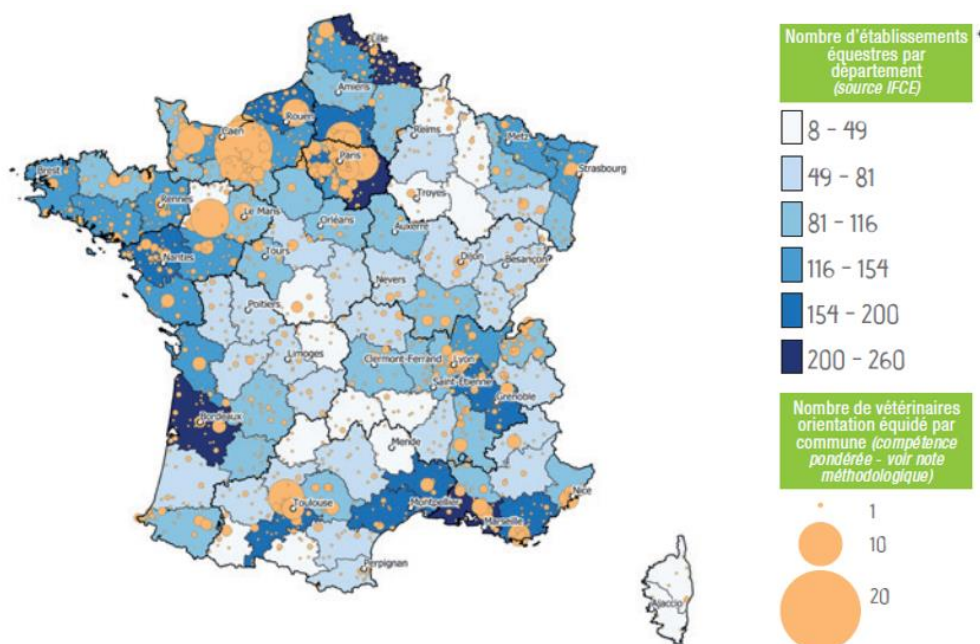 Lille
Amiens
Rouen
Caen
Reims
Metz
Paris
Strasbourg
Brest
Troyes
Rennes
Le Mans
Orléans
Auxerre
Nantes
Tours
Dijon
Besançon
Nevers
Poitiers
Limoges
Clermont-Ferrand
Lyon
Saint-Etienne
Grenoble
Bordeaux
Mende
Nice
Toulouse
Montpellier
Marseille
Perpignan
Ajaccio
Nombre d'établissements
équestres par
département
(source IFCE)
8 - 49
49 - 81
81 - 116
116 - 154
154 - 200
200 - 260
Nombre de vétérinaires
orientation équidé par
commune (compétence
pondérée - voir note
méthodologique)
1
10
20